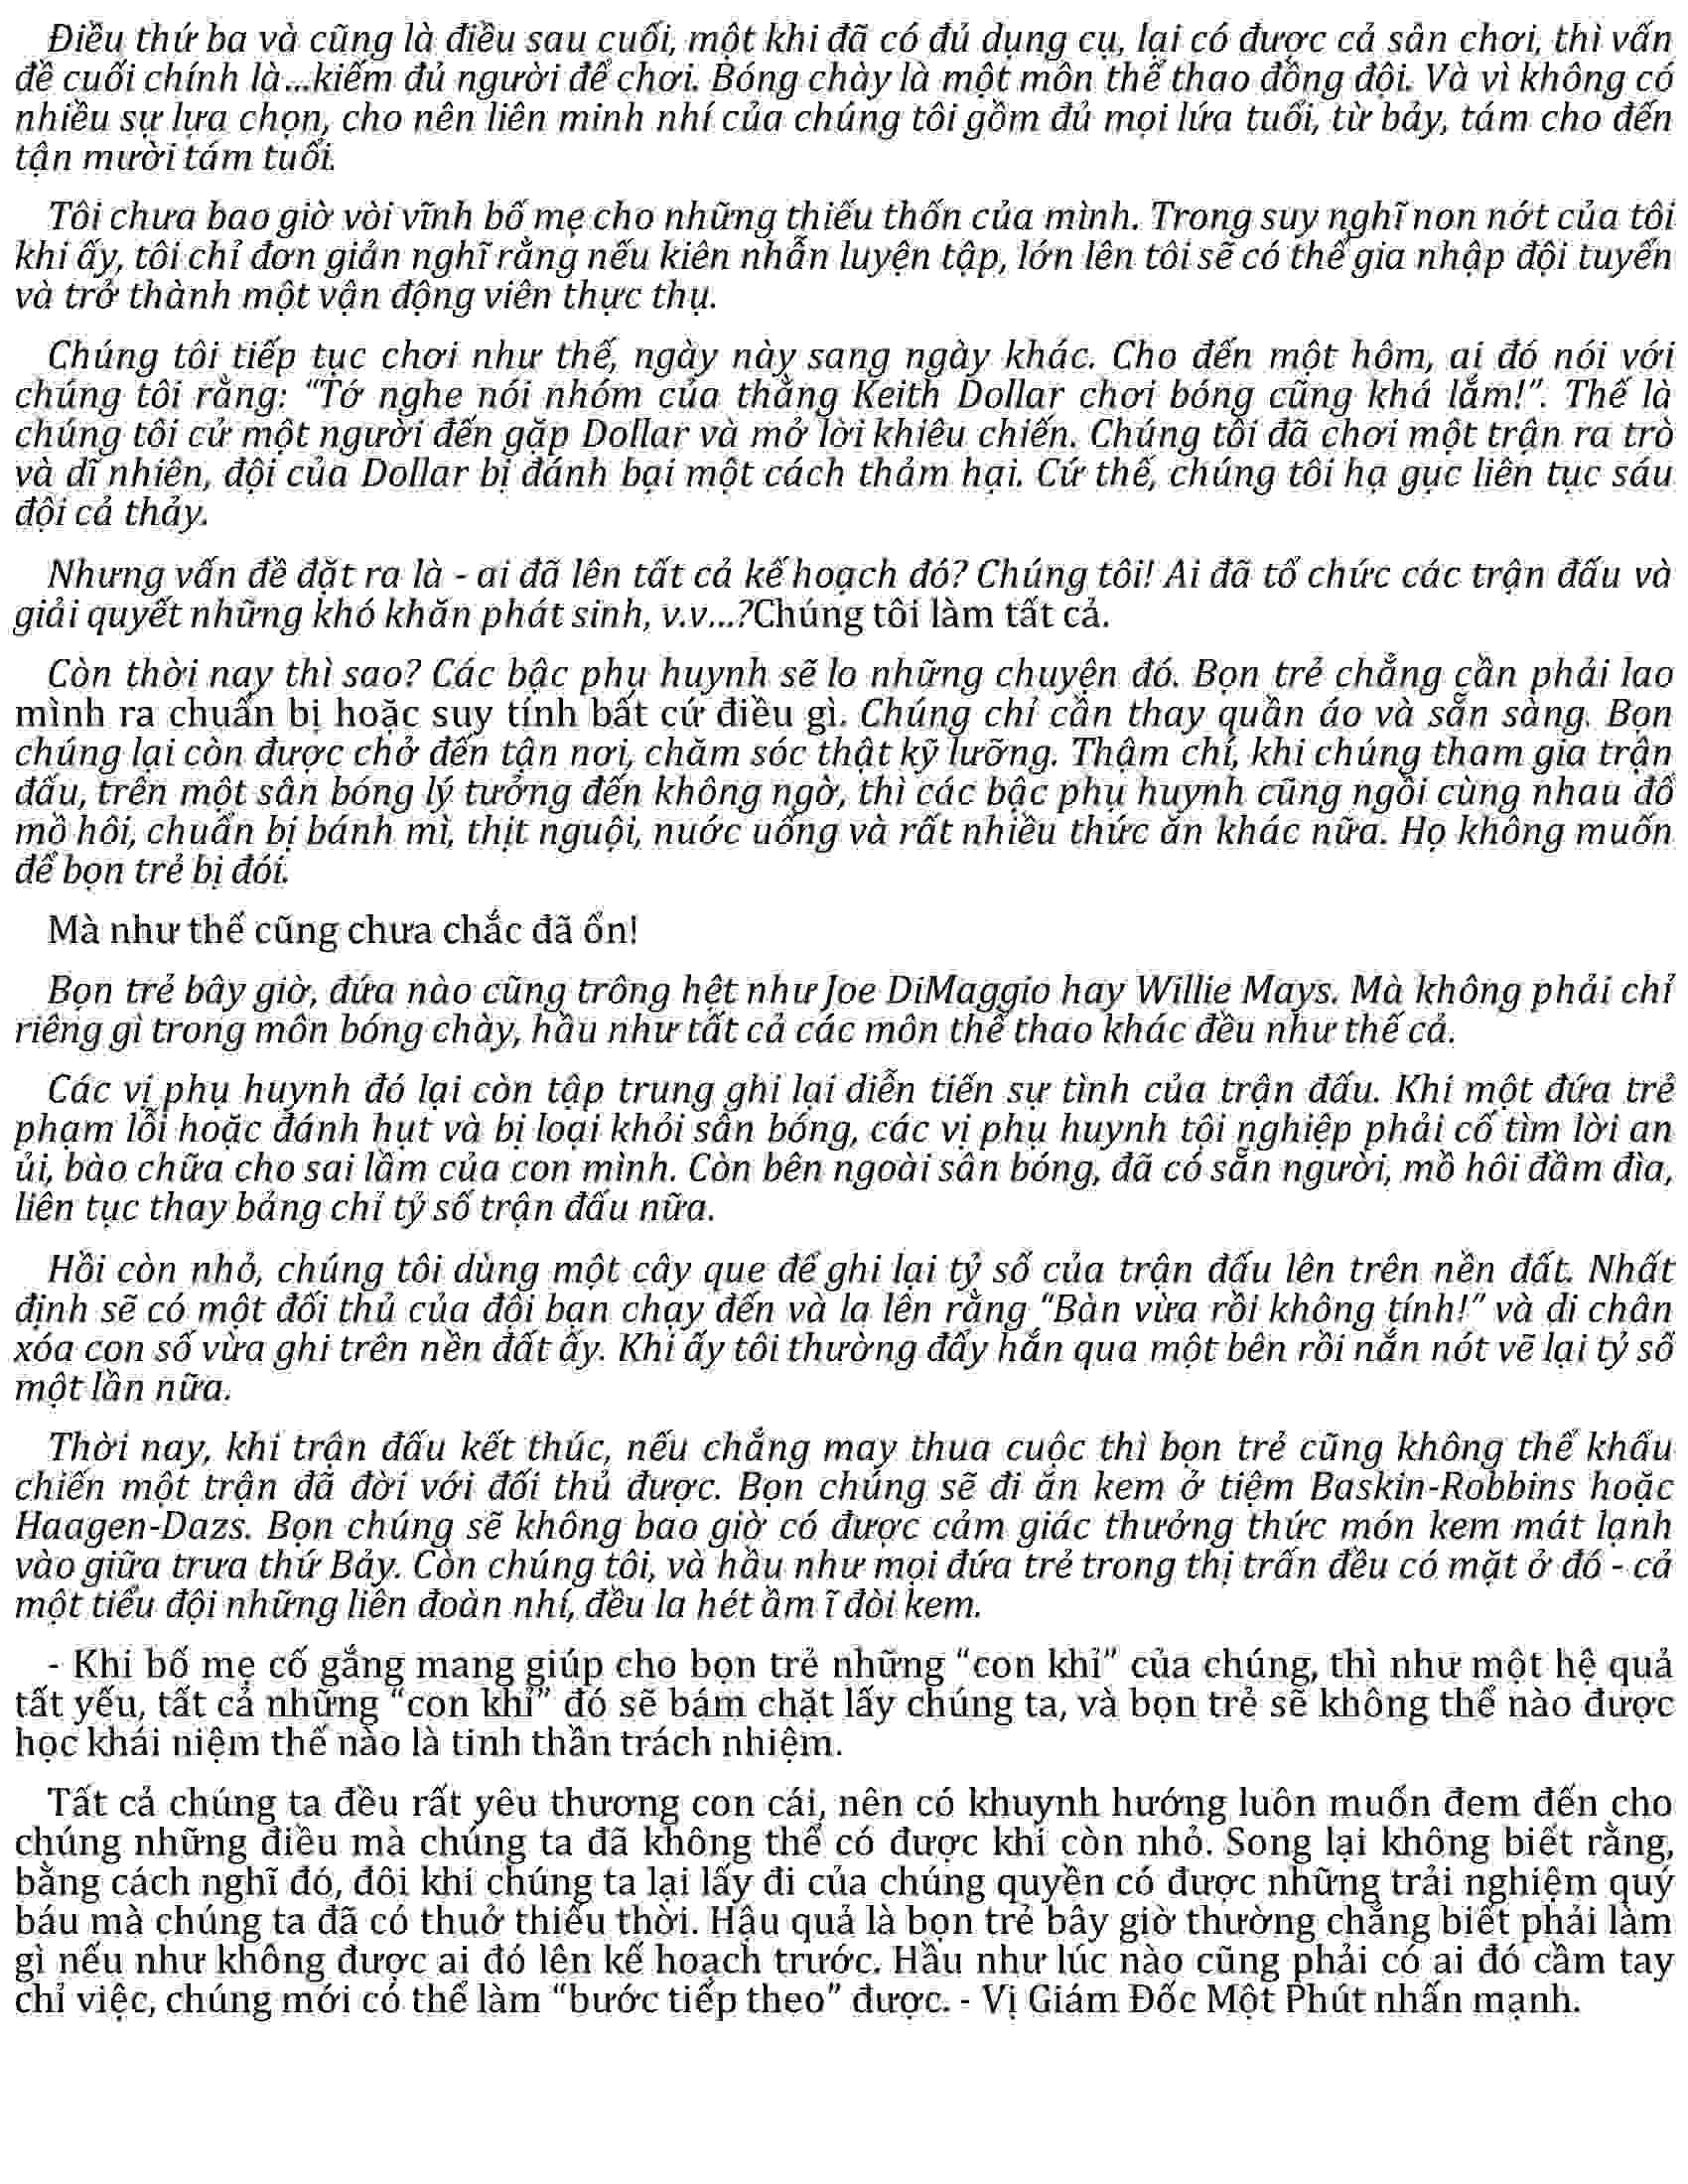 Điều thứ ba và cũng là điều sau cuối, một khi đã có đủ dụng cụ, lại có được cả sân chơi, thì vấn
đề cuối chính là...kiếm đủ người để chơi. Bóng chày là một môn thể thao đồng đội. Và vì không có
nhiều sự lựa chọn, cho nên liên minh nhí của chúng tôi gồm đủ mọi lứa tuổi, từ bảy, tám cho đến
tận mười tám tuổi.
Tôi chưa bao giờ vòi vĩnh bố mẹ cho những thiếu thốn của mình. Trong suy nghĩ non nớt của tôi
khi ấy, tôi chỉ đơn giản nghĩ rằng nếu kiên nhẫn luyện tập, lớn lên tôi sẽ có thể gia nhập đội tuyển
và trở thành một vận động viên thực thụ.
Chúng tôi tiếp tục chơi như thế, ngày này sang ngày khác. Cho đến một hôm, ai đó nói với
chúng tôi rằng: “Tớ nghe nói nhóm của thằng Keith Dollar chơi bóng cũng khá lắm!”. Thế là
chúng tôi cử một người đến gặp Dollar và mở lời khiêu chiến. Chúng tôi đã chơi một trận ra trò
và dĩ nhiên, đội của Dollar bị đánh bại một cách thảm hại. Cứ thế, chúng tôi hạ gục liên tục sáu
đội cả thảy.
Nhưng vấn đề đặt ra là - ai đã lên tất cả kế hoạch đó? Chúng tôi! Ai đã tổ chức các trận đấu và
giải quyết những khó khăn phát sinh, v.v...?Chúng tôi làm tất cả.
Còn thời nay thì sao? Các bậc phụ huynh sẽ lo những chuyện đó. Bọn trẻ chẳng cần phải lao
mình ra chuẩn bị hoặc suy tính bất cứ điều gì. Chúng chỉ cần thay quần áo và sẵn sàng. Bọn
chúng lại còn được chở đến tận nơi, chăm sóc thật kỹ lưỡng. Thậm chí, khi chúng tham gia trận
đấu, trên một sân bóng lý tưởng đến không ngờ, thì các bậc phụ huynh cũng ngồi cùng nhau đổ
mồ hôi, chuẩn bị bánh mì, thịt nguội, nước uống và rất nhiều thức ăn khác nữa. Họ không muốn
để bọn trẻ bị đói.
Mà như thế cũng chưa chắc đã ổn!
Bọn trẻ bây giờ, đứa nào cũng trông hệt như Joe DiMaggio hay Willie Mays. Mà không phải chỉ
riêng gì trong môn bóng chày, hầu như tất cả các môn thể thao khác đều như thế cả.
Các vị phụ huynh đó lại còn tập trung ghi lại diễn tiến sự tình của trận đấu. Khi một đứa trẻ
phạm lỗi hoặc đánh hụt và bị loại khỏi sân bóng, các vị phụ huynh tội nghiệp phải cố tìm lời an
ủi, bào chữa cho sai lầm của con mình. Còn bên ngoài sân bóng, đã có sẵn người, mồ hôi đầm đìa,
liên tục thay bảng chỉ tỷ số trận đấu nữa.
Hồi còn nhỏ, chúng tôi dùng một cây que để ghi lại tỷ số của trận đấu lên trên nền đất. Nhất
định sẽ có một đối thủ của đội bạn chạy đến và la lên rằng “Bàn vừa rồi không tính!” và di chân
xóa con số vừa ghi trên nền đất ấy. Khi ấy tôi thường đẩy hắn qua một bên rồi nắn nót vẽ lại tỷ số
một lần nữa.
Thời nay, khi trận đấu kết thúc, nếu chẳng may thua cuộc thì bọn trẻ cũng không thể khẩu
chiến một trận đã đời với đối thủ được. Bọn chúng sẽ đi ăn kem ở tiệm Baskin-Robbins hoặc
Haagen-Dazs. Bọn chúng sẽ không bao giờ có được cảm giác thưởng thức món kem mát lạnh
vào giữa trưa thứ Bảy. Còn chúng tôi, và hầu như mọi đứa trẻ trong thị trấn đều có mặt ở đó - cả
một tiểu đội những liên đoàn nhí, đều la hét ầm ĩ đòi kem.
- Khi bố mẹ cố gắng mang giúp cho bọn trẻ những “con khỉ” của chúng, thì như một hệ quả
tất yếu, tất cả những “con khỉ” đó sẽ bám chặt lấy chúng ta, và bọn trẻ sẽ không thể nào được
học khái niệm thế nào là tinh thần trách nhiệm.
Tất cả chúng ta đều rất yêu thương con cái, nên có khuynh hướng luôn muốn đem đến cho
chúng những điều mà chúng ta đã không thể có được khi còn nhỏ. Song lại không biết rằng,
bằng cách nghĩ đó, đôi khi chúng ta lại lấy đi của chúng quyền có được những trải nghiệm quý
báu mà chúng ta đã có thuở thiếu thời. Hậu quả là bọn trẻ bây giờ thường chẳng biết phải làm
gì nếu như không được ai đó lên kế hoạch trước. Hầu như lúc nào cũng phải có ai đó cầm tay
chỉ việc, chúng mới có thể làm “bước tiếp theo” được. - Vị Giám Đốc Một Phút nhấn mạnh.